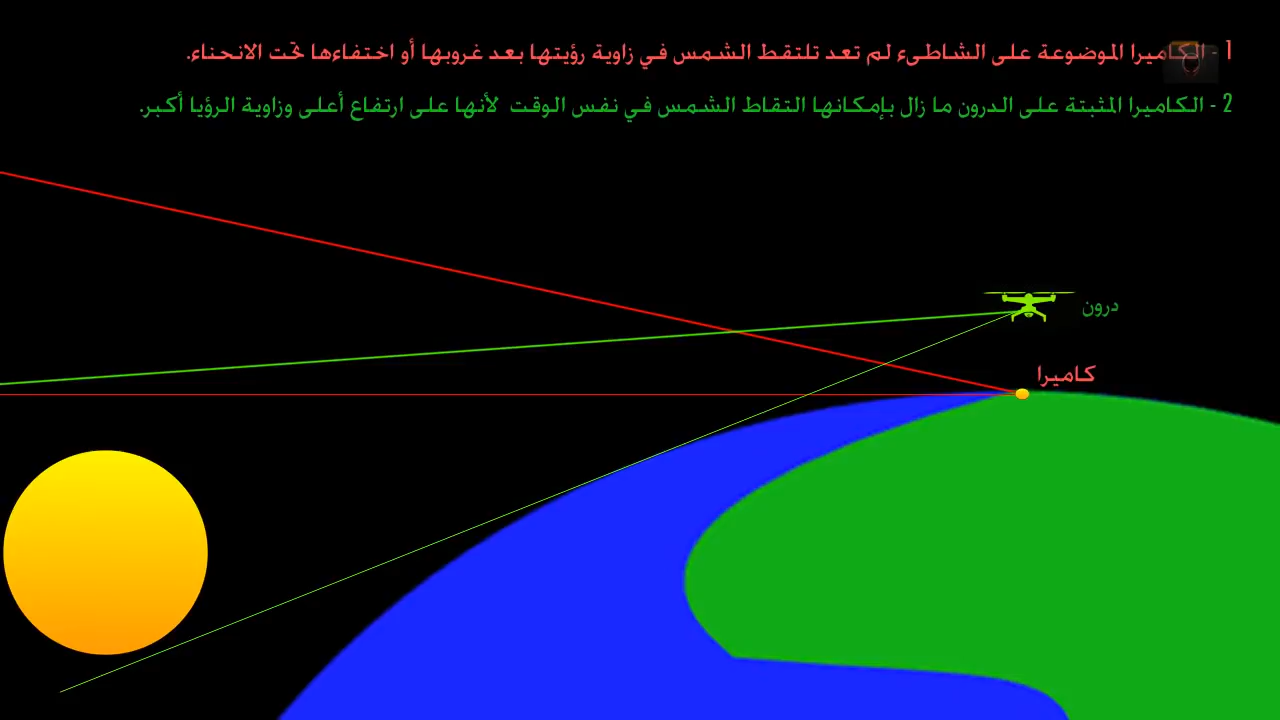 1 - الكاميرا الموضوعة على الشاطىء لم تعد تلتقط الشمس في زاوية رؤيتها بعد غروبها أو اختفاءها تحت الانحناء.
2 - الكاميرا المثبتة على الدرون ما زال بإمكانها التقاط الشمس في نفس الوقت لأنها على ارتفاع أعلى وزاوية الرؤيا أكبر.
درون
كاميرا